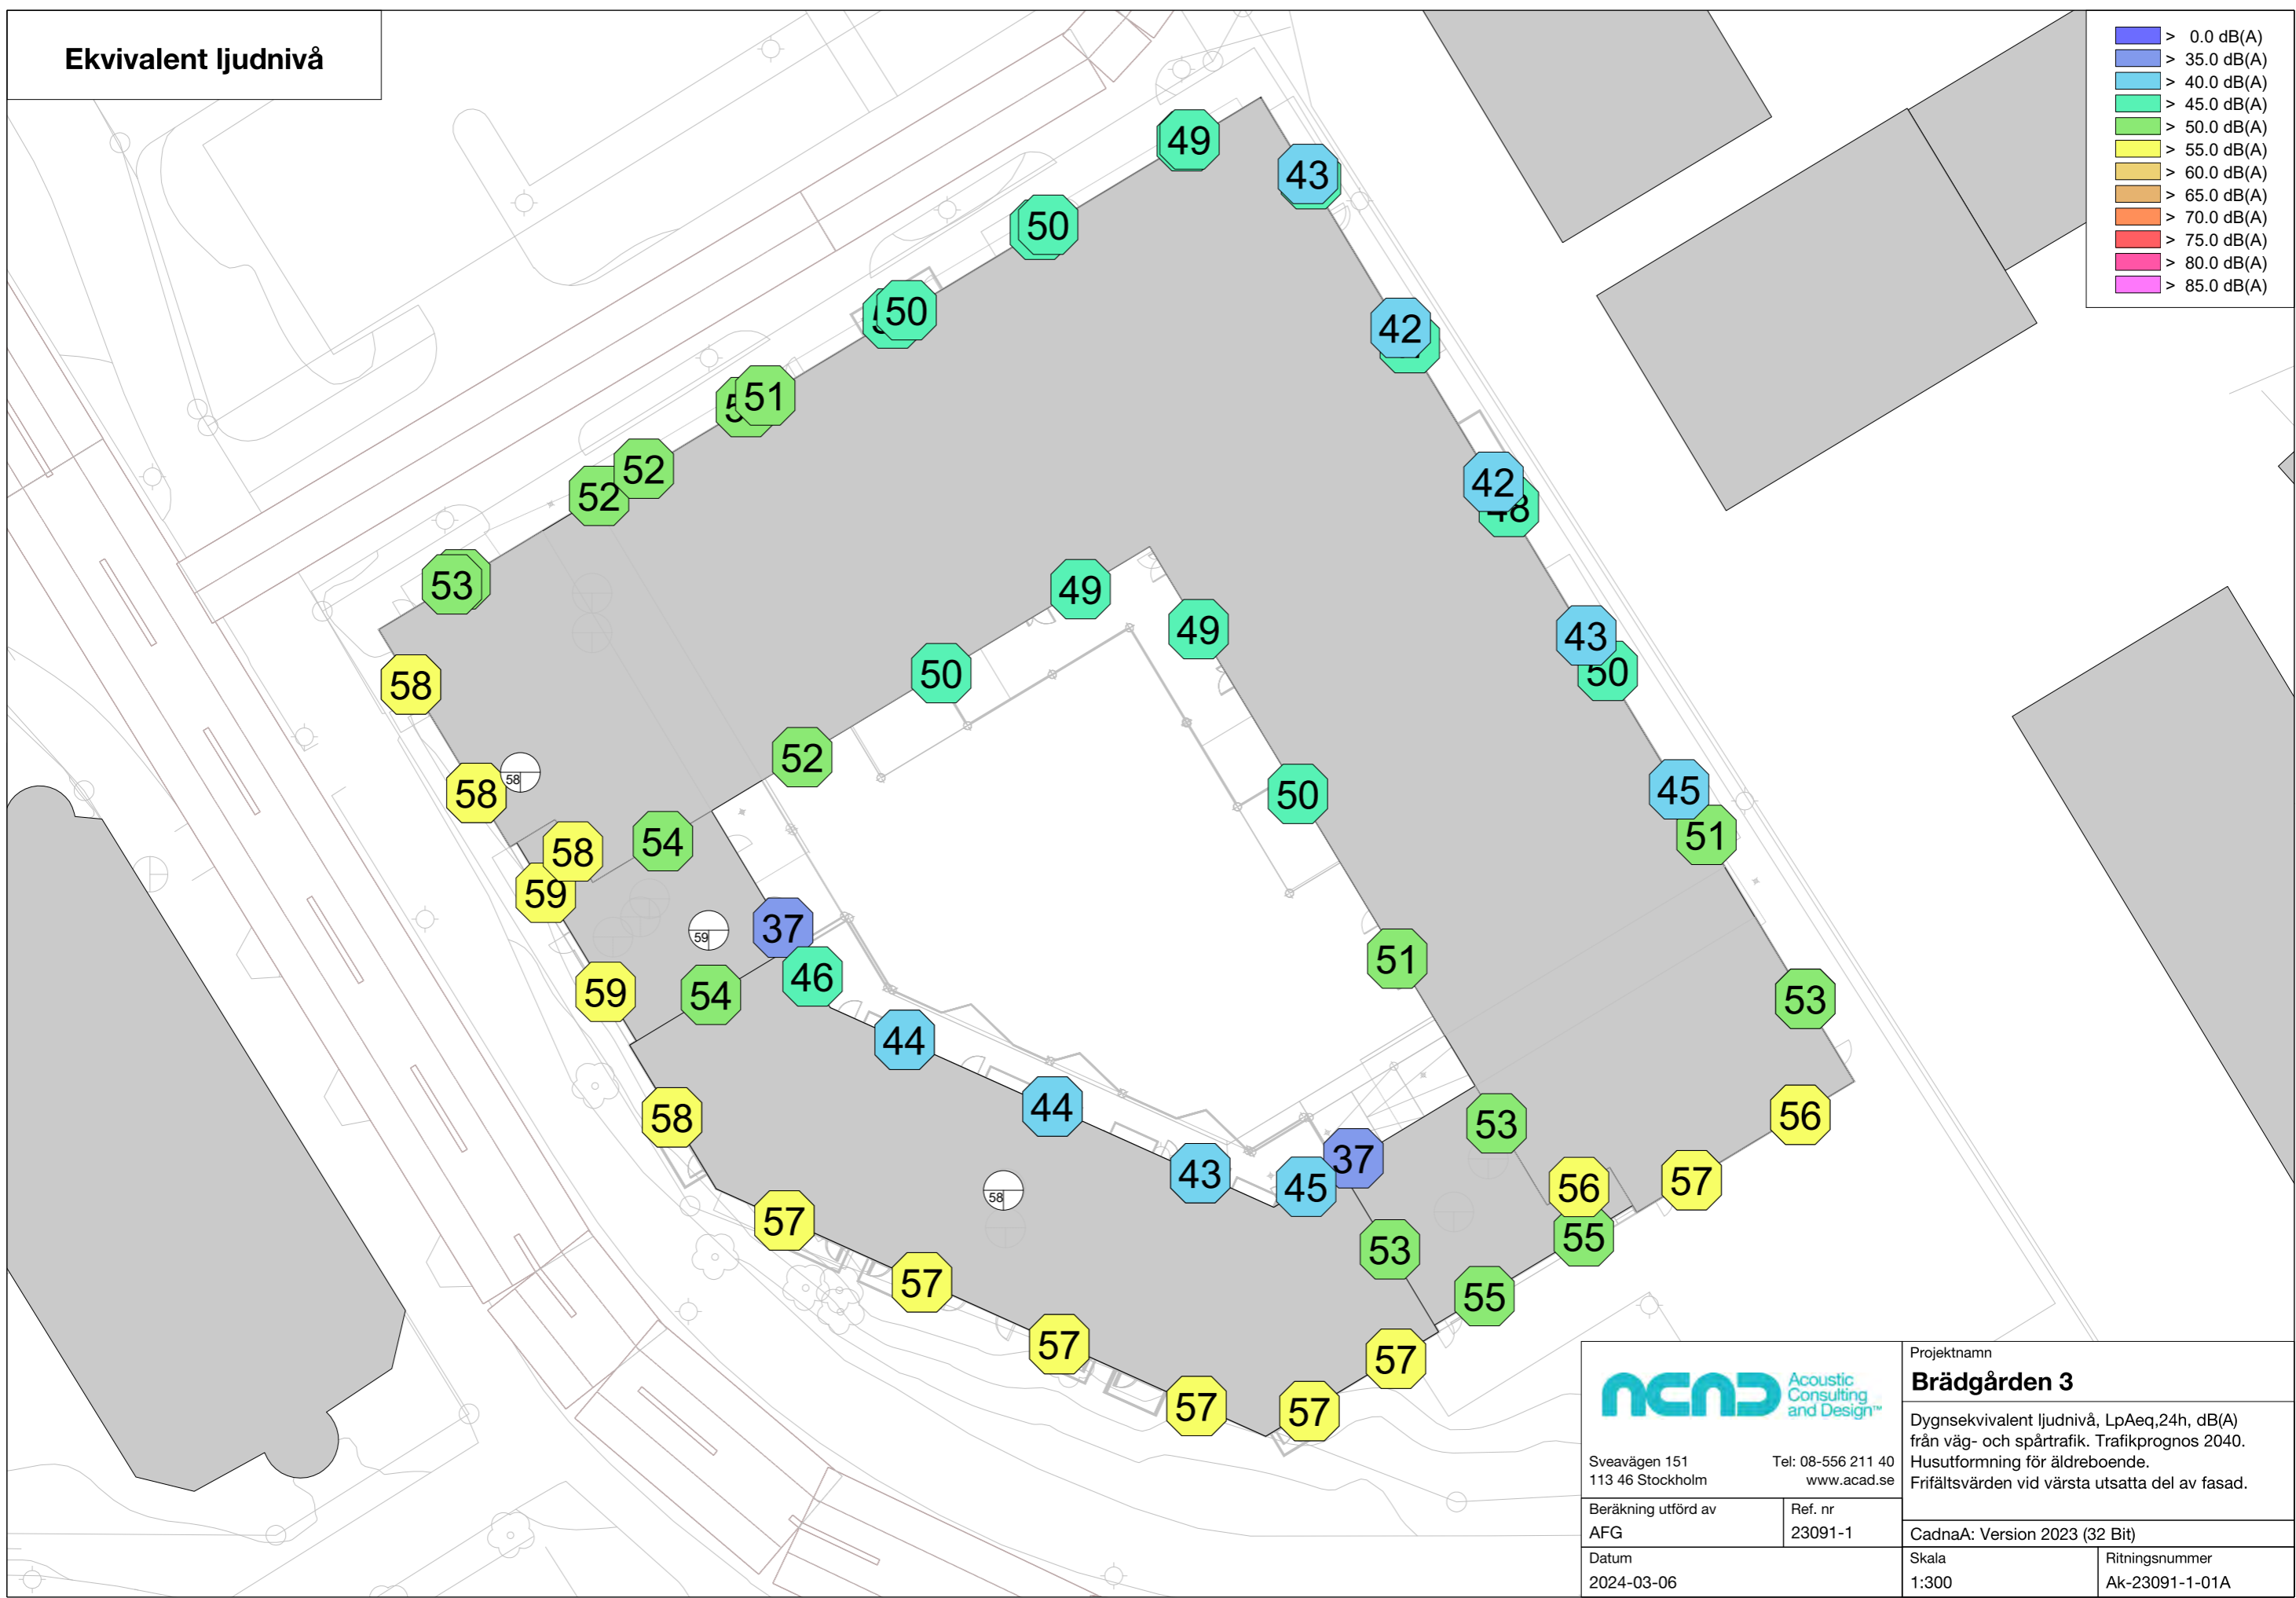 Ekvivalent ljudnivå
> 0.0 dB(A)
> 35.0 dB(A)
> 40.0 dB(A)
> 45.0 dB(A)
> 50.0 dB(A)
> 55.0 dB(A)
> 60.0 dB(A)
> 65.0 dB(A)
> 70.0 dB(A)
> 75.0 dB(A)
> 80.0 dB(A)
> 85.0 dB(A)
49
43
50
50
42
51
52
52
42
48
53
49
49
43
50
58
50
52
58
58
50
45
51
54
58
59
37
59
51
46
54
59
53
44
44
58
53
56
37
43
45
58
56
57
57
55
53
57
55
57
57
57
57
acad
Acoustic
Consulting
and Design™
Sveavägen 151
113 46 Stockholm
Tel: 08-556 211 40
www.acad.se
Projektnamn
Brädgården 3
Dygnsekvivalent ljudnivå, LpAeq,24h, dB(A)
från väg- och spårtrafik. Trafikprognos 2040.
Husutformning för äldreboende.
Frifältsvärden vid värsta utsatta del av fasad.
Beräkning utförd av
AFG
Ref. nr
23091-1
CadnaA: Version 2023 (32 Bit)
Datum
2024-03-06
Skala
1:300
Ritningsnummer
Ak-23091-1-01A